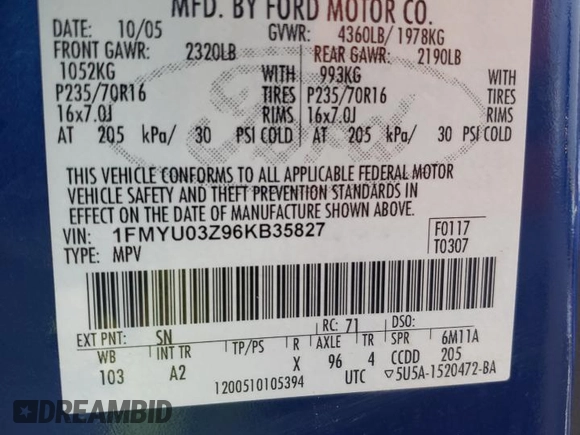 MFD. BY FORD MOTOR CO.
DATE: 10/05 GVWR: 4360LB/ 1978KG
FRONT GAWR: 2320LB REAR GAWR: 2190LB
1052KG WITH 993KG WITH
P235/70R16 TIRES P235/70R16 TIRES
16x7.0J RIMS 16x7.0J RIMS
AT 205 kPa/ 30 PSI COLD AT 205 kPa/ 30 PSI COLD
Ford
THIS VEHICLE CONFORMS TO ALL APPLICABLE FEDERAL MOTOR
VEHICLE SAFETY AND THEFT PREVENTION STANDARDS IN
EFFECT ON THE DATE OF MANUFACTURE SHOWN ABOVE.
VIN: 1FMYU03Z96KB35827 F0117
TYPE: MPV T0307
EXT PNT: SN RC: 71 DSO:
WB INT TR TP/PS R AXLE TR SPR 6M11A
103 A2 X 96 4 CCDD 205
1200510105394 UTC ▽5U5A-1520472-BA
DREAMBID